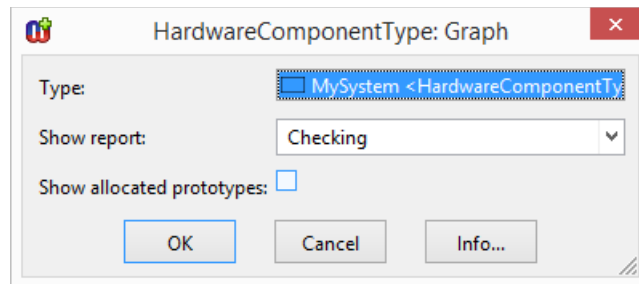 HardwareComponentType: Graph
Type: MySystem <HardwareComponentTy
Show report: Checking
Show allocated prototypes:
OK Cancel Info...